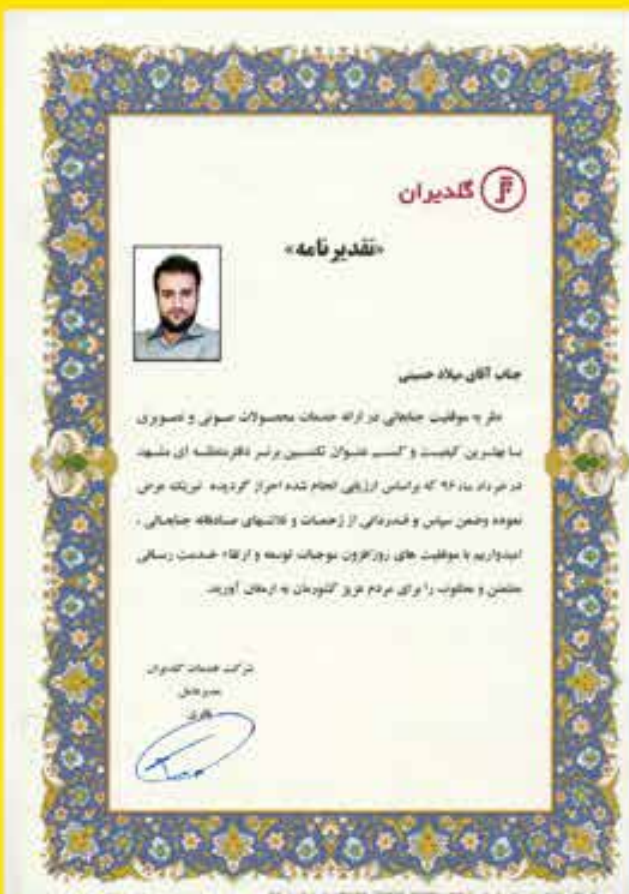 گلدیران
«تقدیرنامه»
جناب آقای میلاد حسینی
نظر به موفقیت جنابعالی در ارائه خدمات محصولات صوتی و تصویری
با بهترین کیفیت و کسب عنوان تکنسین برتر دفتر منطقه ای مشهد
در خرداد ماه ۹۶ که براساس ارزیابی انجام شده احراز گردیده تبریک عرض
نموده وضمن سپاس و قدردانی از زحمات و تلاشهای صادقانه جنابعالی ،
امیدواریم با موفقیت های روزافزون موجبات توسعه و ارتقاء خدمت رسانی
مطمئن و مطلوب را برای مردم عزیز کشورمان به ارمغان آورید.
شرکت خدمات گلدیران
مدیرعامل